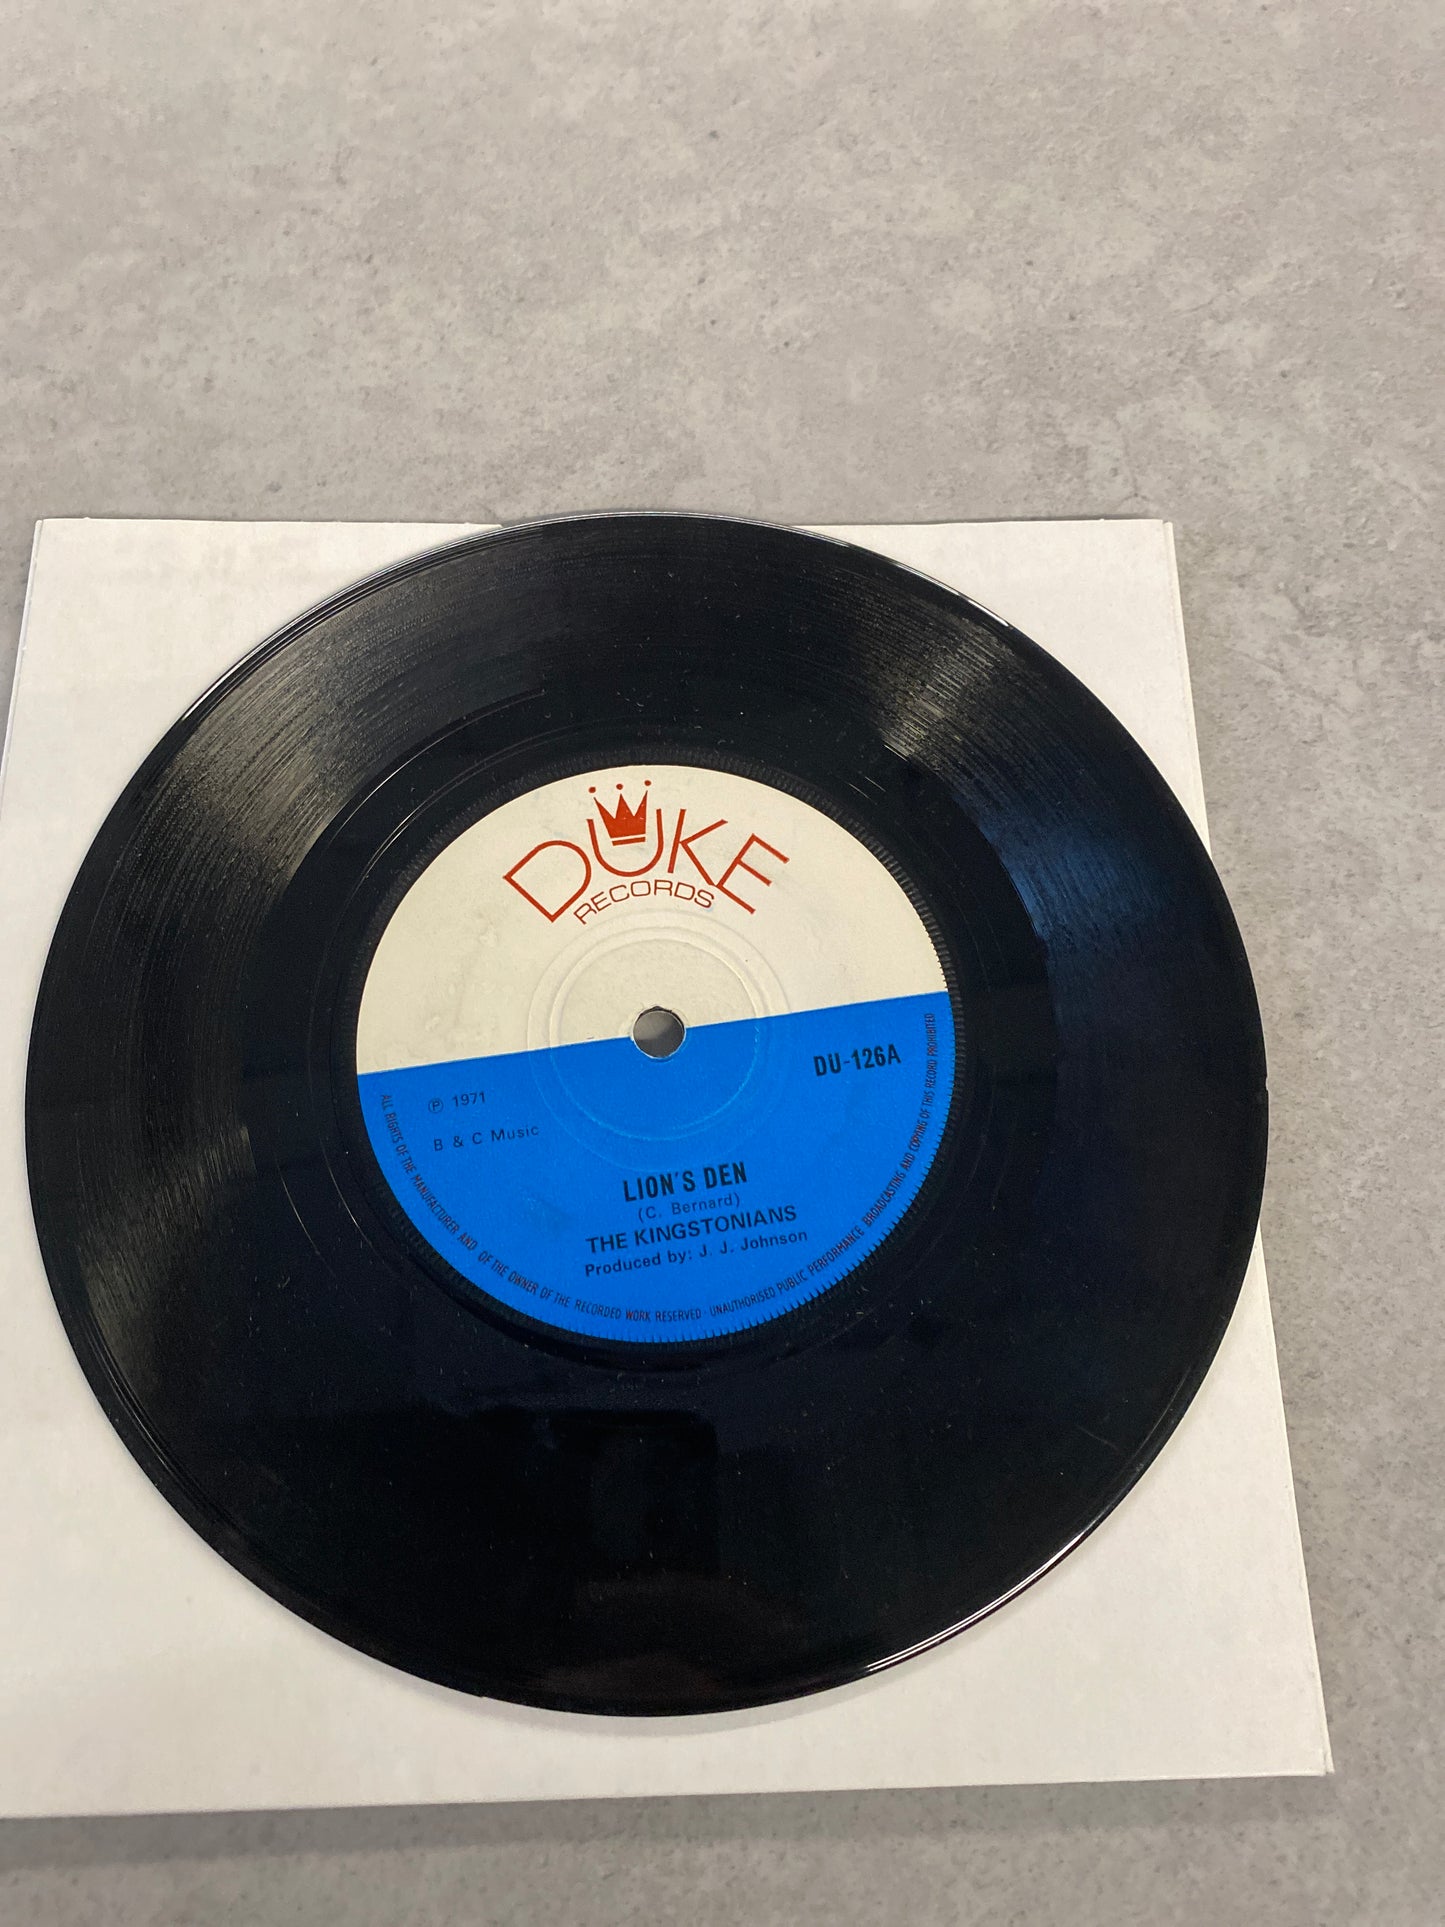 DUKE
RECORDS
DU-126A
℗ 1971
B & C Music
LION'S DEN
(C. Bernard)
THE KINGSTONIANS
Produced by: J. J. Johnson
ALL RIGHTS OF THE MANUFACTURER AND OF THE OWNER OF THE RECORDED WORK RESERVED · UNAUTHORISED PUBLIC PERFORMANCE BROADCASTING AND COPYING OF THIS RECORD PROHIBITED